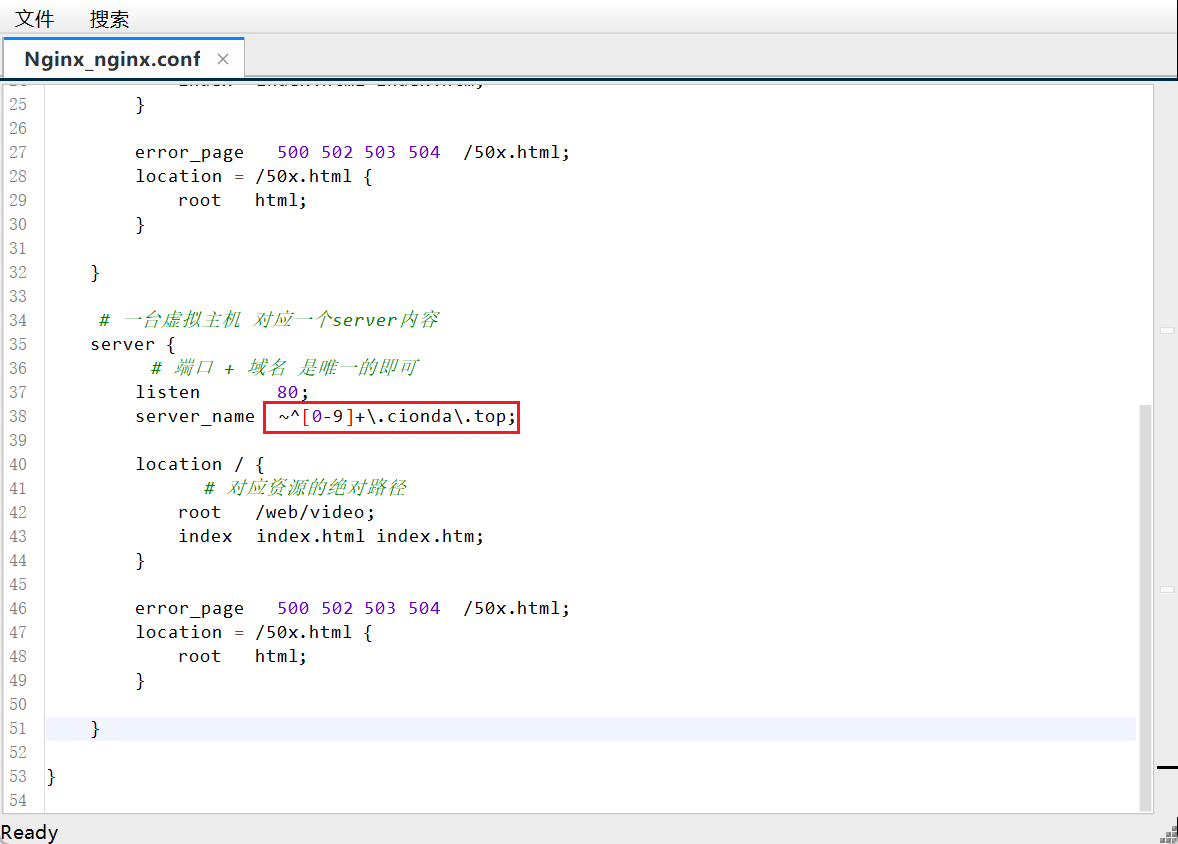 文件 搜索
Nginx_nginx.conf ×
25 }
26
27 error_page 500 502 503 504 /50x.html;
28 location = /50x.html {
29 root html;
30 }
31
32 }
33
34 # 一台虚拟主机 对应一个server内容
35 server {
36 # 端口 + 域名 是唯一的即可
37 listen 80;
38 server_name ~^[0-9]+\.cionda\.top;
39
40 location / {
41 # 对应资源的绝对路径
42 root /web/video;
43 index index.html index.htm;
44 }
45
46 error_page 500 502 503 504 /50x.html;
47 location = /50x.html {
48 root html;
49 }
50
51 }
52
53 }
54
Ready